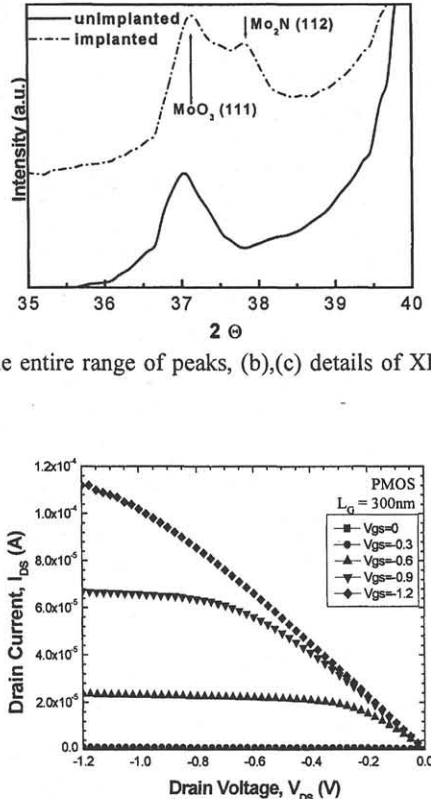 unimplanted
implanted
Mo₂N (112)
MoO₃ (111)
Intensity (a.u.)
35 36 37 38 39 40
2 Θ
e entire range of peaks, (b),(c) details of XI
PMOS
L_G = 300nm
Vgs=0
Vgs=-0.3
Vgs=-0.6
Vgs=-0.9
Vgs=-1.2
Drain Current, I_DS (A)
1.2x10⁻⁴
1.0x10⁻⁴
8.0x10⁻⁵
6.0x10⁻⁵
4.0x10⁻⁵
2.0x10⁻⁵
0.0
-1.2 -1.0 -0.8 -0.6 -0.4 -0.2 0.0
Drain Voltage, V_DS (V)